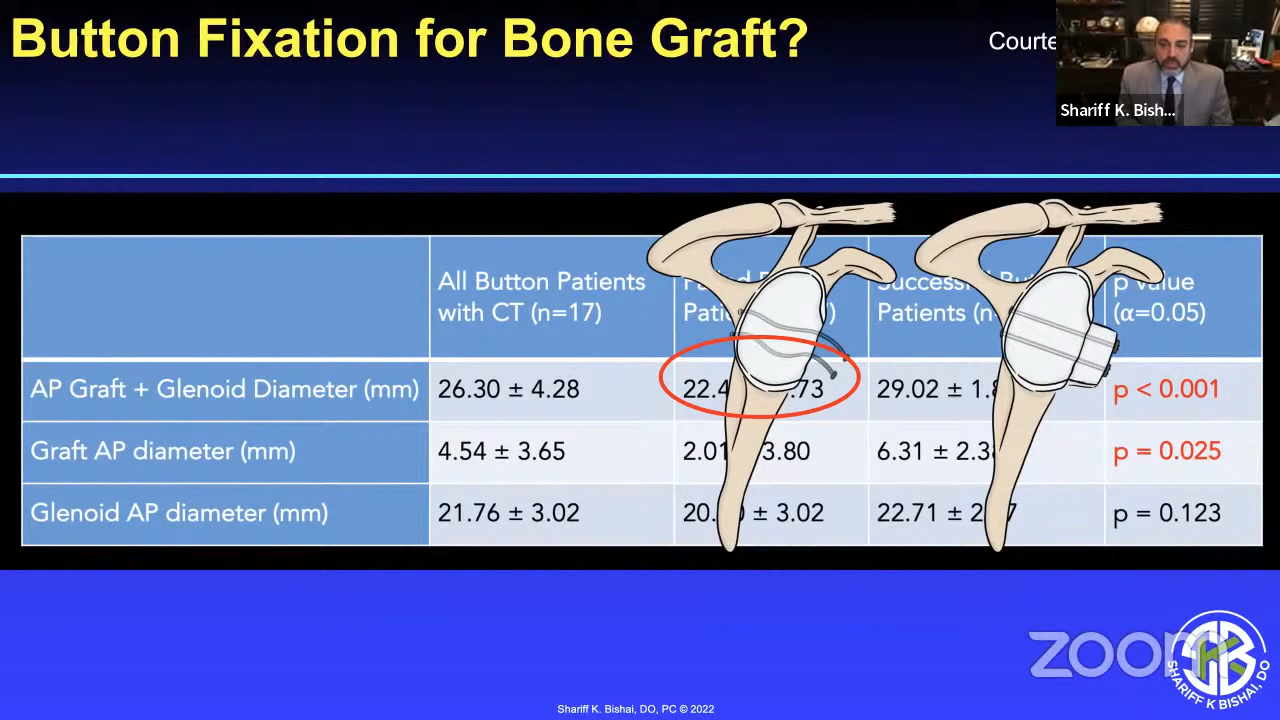 Button Fixation for Bone Graft?
Courte
Shariff K. Bish...
All Button Patients
with CT (n=17)
Patients (n
p value
(α=0.05)
AP Graft + Glenoid Diameter (mm)
26.30 ± 4.28
22.4 .73
29.02 ± 1.8
p < 0.001
Graft AP diameter (mm)
4.54 ± 3.65
2.01 3.80
6.31 ± 2.3
p = 0.025
Glenoid AP diameter (mm)
21.76 ± 3.02
20. ± 3.02
22.71 ± 2 7
p = 0.123
zoom
SHARIFF K BISHAI, DO
Shariff K. Bishai, DO, PC © 2022